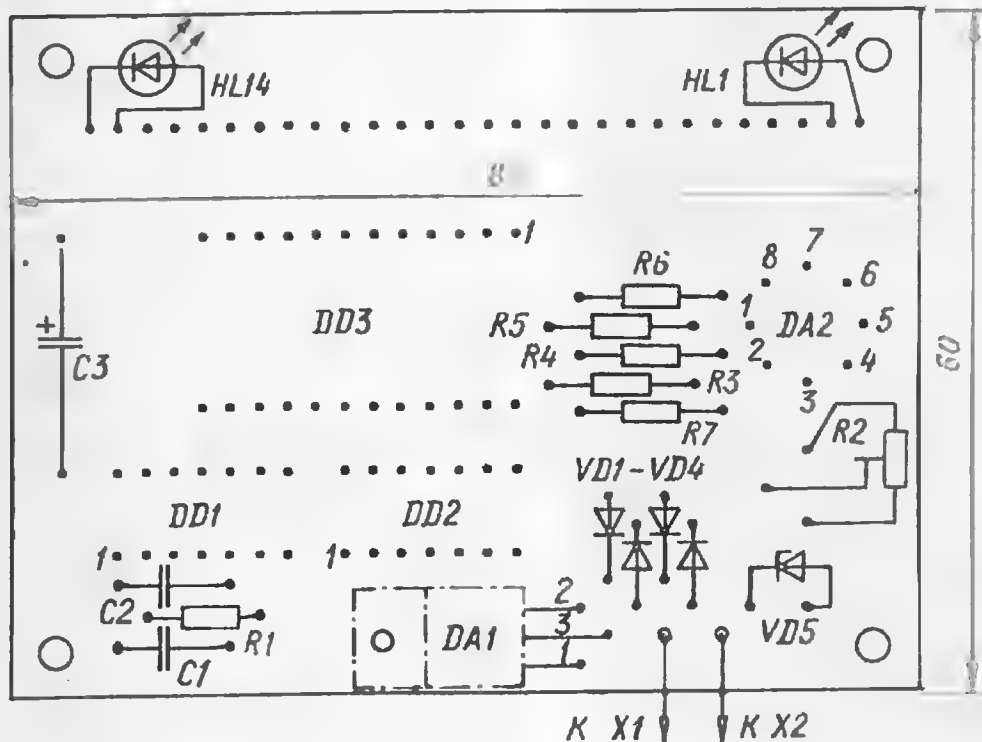 HL14
HL1
1
7
8
6
R6
1
DD3
R5
DA2
5
+
R4
2
4
C3
R3
3
R2
R7
60
VD1-VD4
DD1
DD2
1
1
C2
2
R1
DA1
3
VD5
C1
1
К X1
К X2